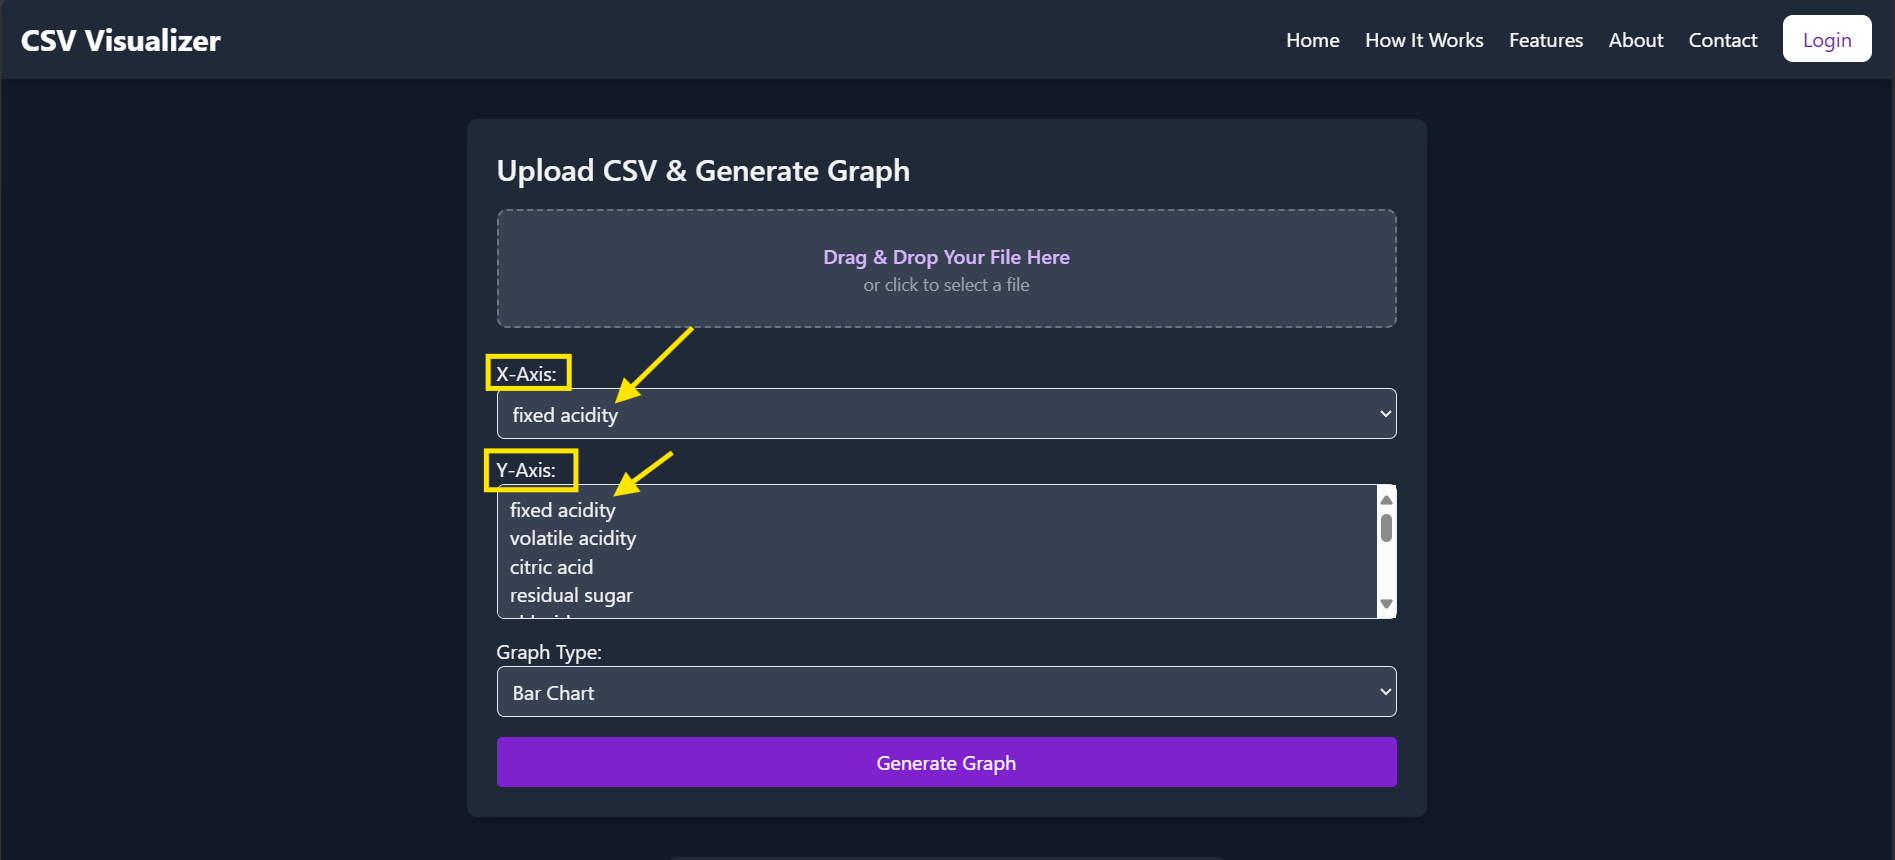 CSV Visualizer
Home How It Works Features About Contact Login
Upload CSV & Generate Graph
Drag & Drop Your File Here
or click to select a file
X-Axis:
fixed acidity
Y-Axis:
fixed acidity
volatile acidity
citric acid
residual sugar
Graph Type:
Bar Chart
Generate Graph